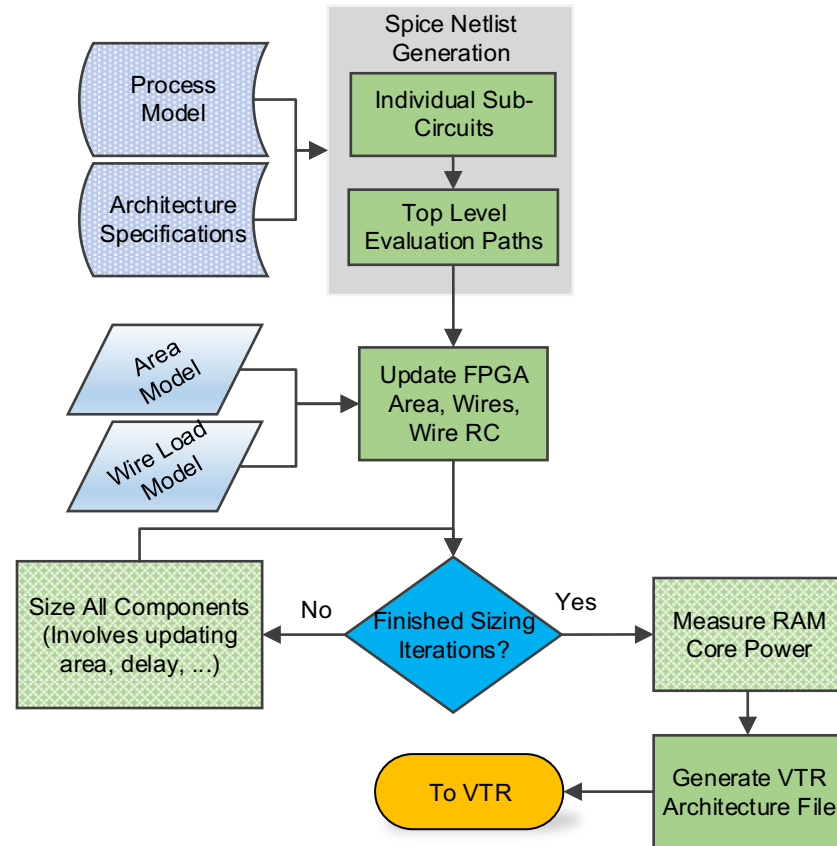 Spice Netlist
Generation
Process
Model
Individual Sub-
Circuits
Architecture
Specifications
Top Level
Evaluation Paths
Area
Model
Update FPGA
Area, Wires,
Wire RC
Wire Load
Model
Size All Components
(Involves updating
area, delay, ...)
No
Finished Sizing
Iterations?
Yes
Measure RAM
Core Power
To VTR
Generate VTR
Architecture File